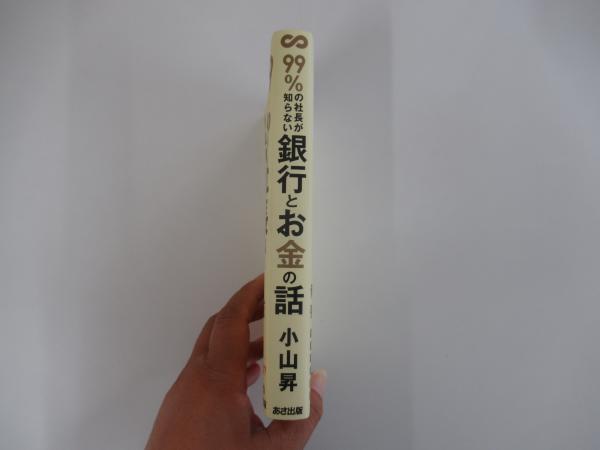 99%の社長が
知らない
銀行とお金の話
小山昇
あさ出版